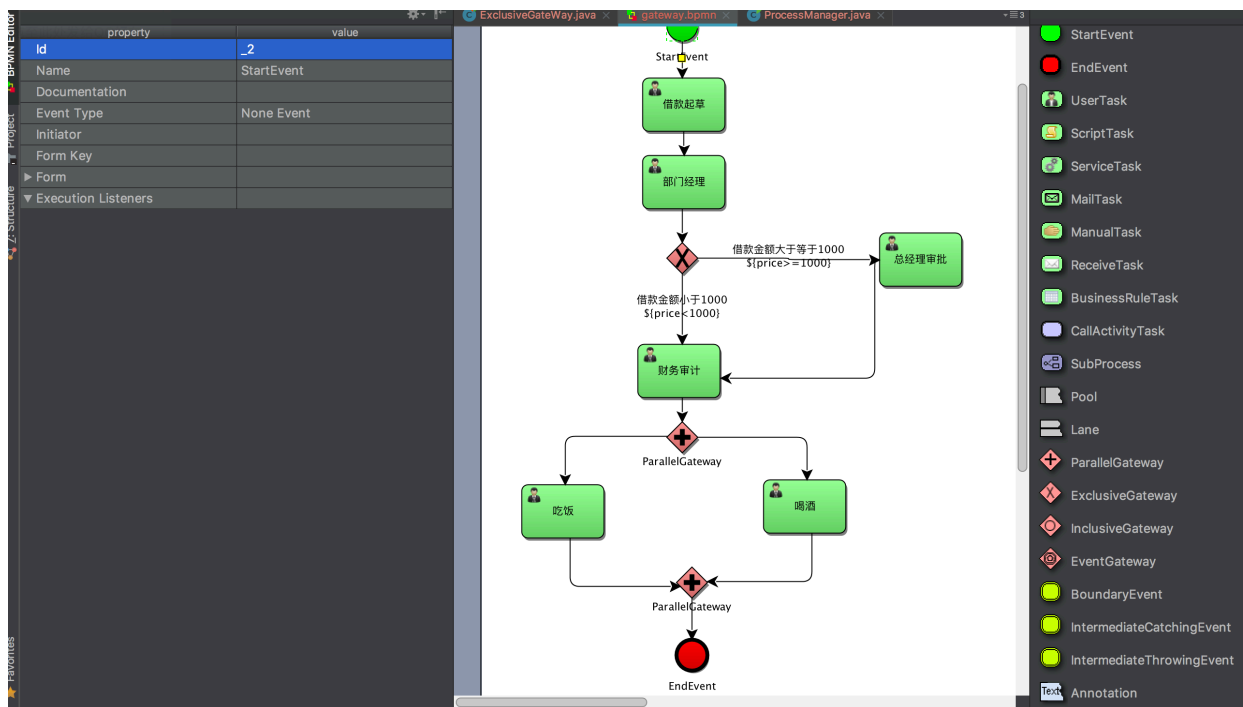 ExclusiveGateWay.java
gateway.bpmn
ProcessManager.java
3
BPMN Editor
Project
Z: Structure
Favorites
property value
Id _2
Name StartEvent
Documentation
Event Type None Event
Initiator
Form Key
Form
Execution Listeners
StartEvent
借款起草
部门经理
借款金额大于等于1000
${price>=1000}
总经理审批
借款金额小于1000
${price<1000}
财务审计
ParallelGateway
吃饭
喝酒
ParallelGateway
EndEvent
StartEvent
EndEvent
UserTask
ScriptTask
ServiceTask
MailTask
ManualTask
ReceiveTask
BusinessRuleTask
CallActivityTask
SubProcess
Pool
Lane
ParallelGateway
ExclusiveGateway
InclusiveGateway
EventGateway
BoundaryEvent
IntermediateCatchingEvent
IntermediateThrowingEvent
Text Annotation